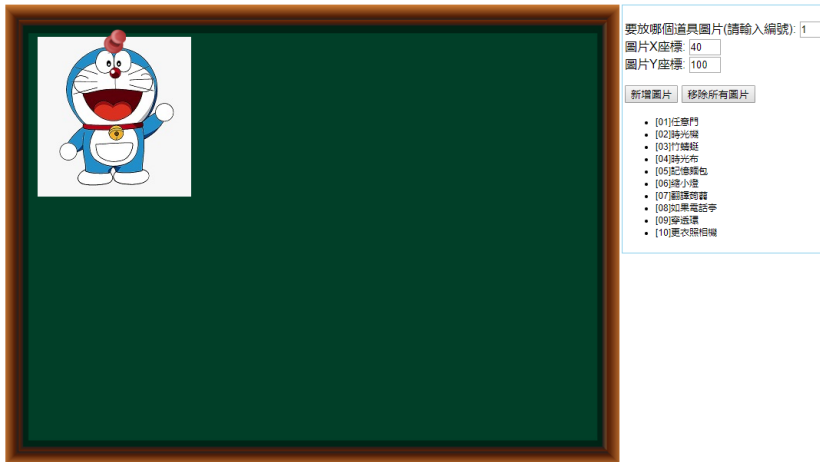 要放哪個道具圖片(請輸入編號): 1
圖片X座標: 40
圖片Y座標: 100
新增圖片 移除所有圖片
[01]任意門
[02]時光機
[03]竹蜻蜓
[04]時光布
[05]記憶麵包
[06]縮小燈
[07]翻譯蒟蒻
[08]如果電話亭
[09]穿透環
[10]更衣照相機